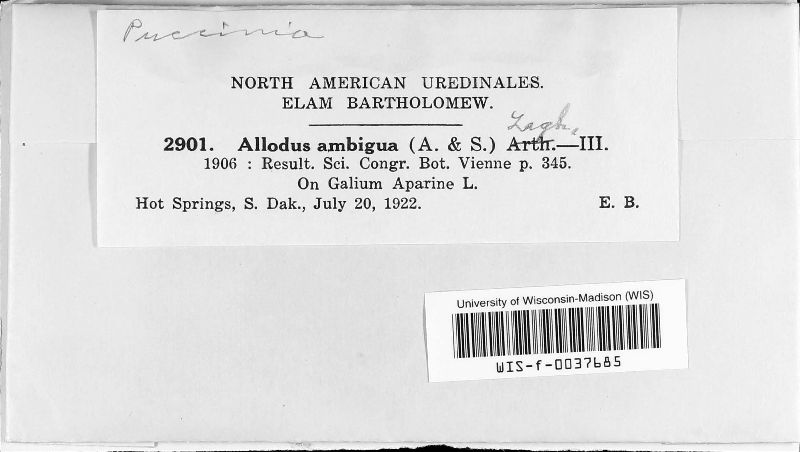 Puccinia
NORTH AMERICAN UREDINALES.
ELAM BARTHOLOMEW.
Lagh.
2901. Allodus ambigua (A. & S.) Arth.—III.
1906 : Result. Sci. Congr. Bot. Vienne p. 345.
On Galium Aparine L.
Hot Springs, S. Dak., July 20, 1922. E. B.
University of Wisconsin-Madison (WIS)
WIS-f-0037685